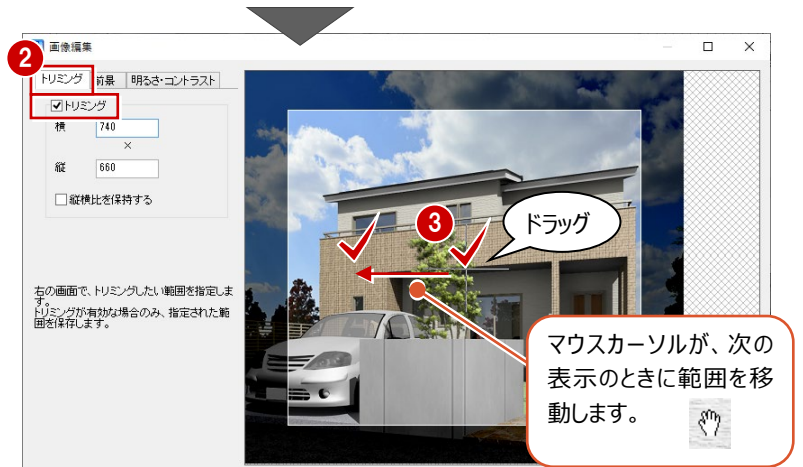 画像編集
2
トリミング 前景 明るさ・コントラスト
トリミング
横 740
×
縦 660
縦横比を保持する
3
ドラッグ
右の画面で、トリミングしたい範囲を指定しま
す。
トリミングが有効な場合のみ、指定された範
囲を保存します。
マウスカーソルが、次の
表示のときに範囲を移
動します。